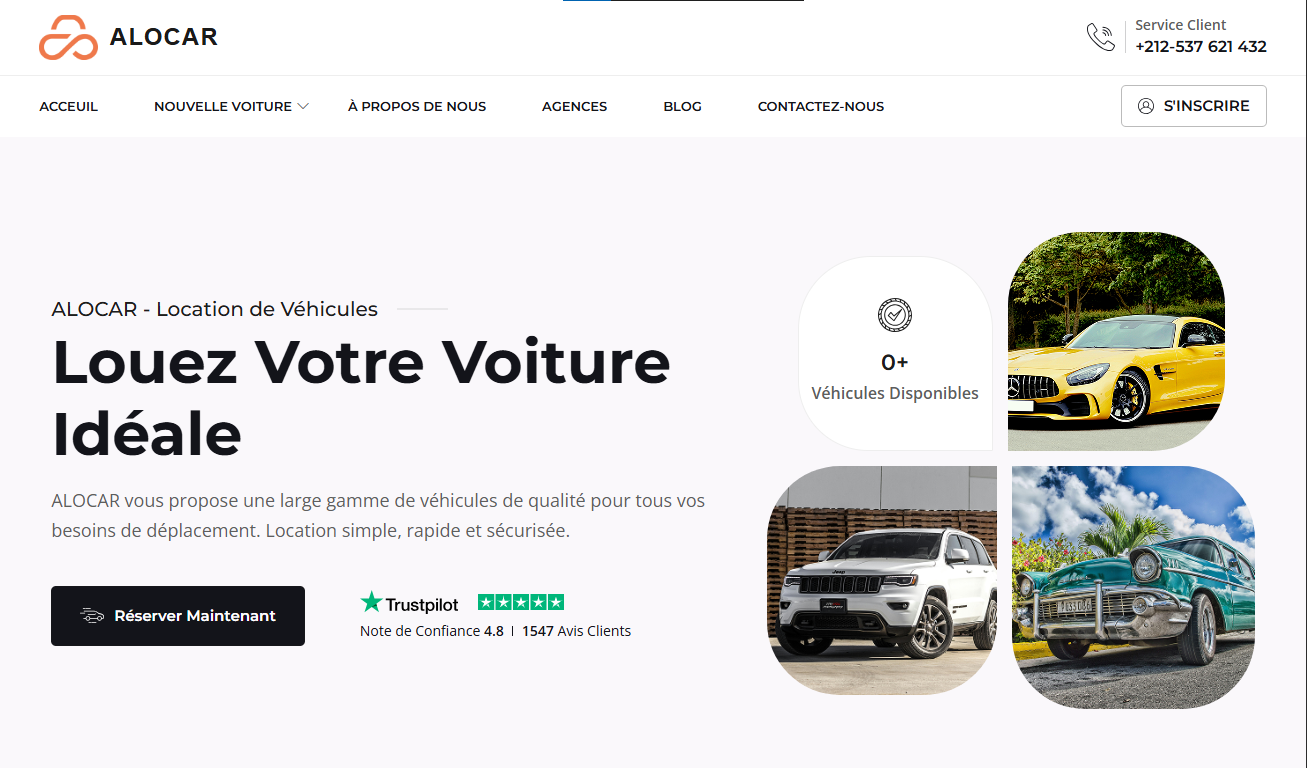 ALOCAR
Service Client
+212-537 621 432
ACCEUIL
NOUVELLE VOITURE
À PROPOS DE NOUS
AGENCES
BLOG
CONTACTEZ-NOUS
S'INSCRIRE
ALOCAR - Location de Véhicules
Louez Votre Voiture
Idéale
ALOCAR vous propose une large gamme de véhicules de qualité pour tous vos
besoins de déplacement. Location simple, rapide et sécurisée.
Réserver Maintenant
Trustpilot
Note de Confiance 4.8 | 1547 Avis Clients
0+
Véhicules Disponibles
Jeep